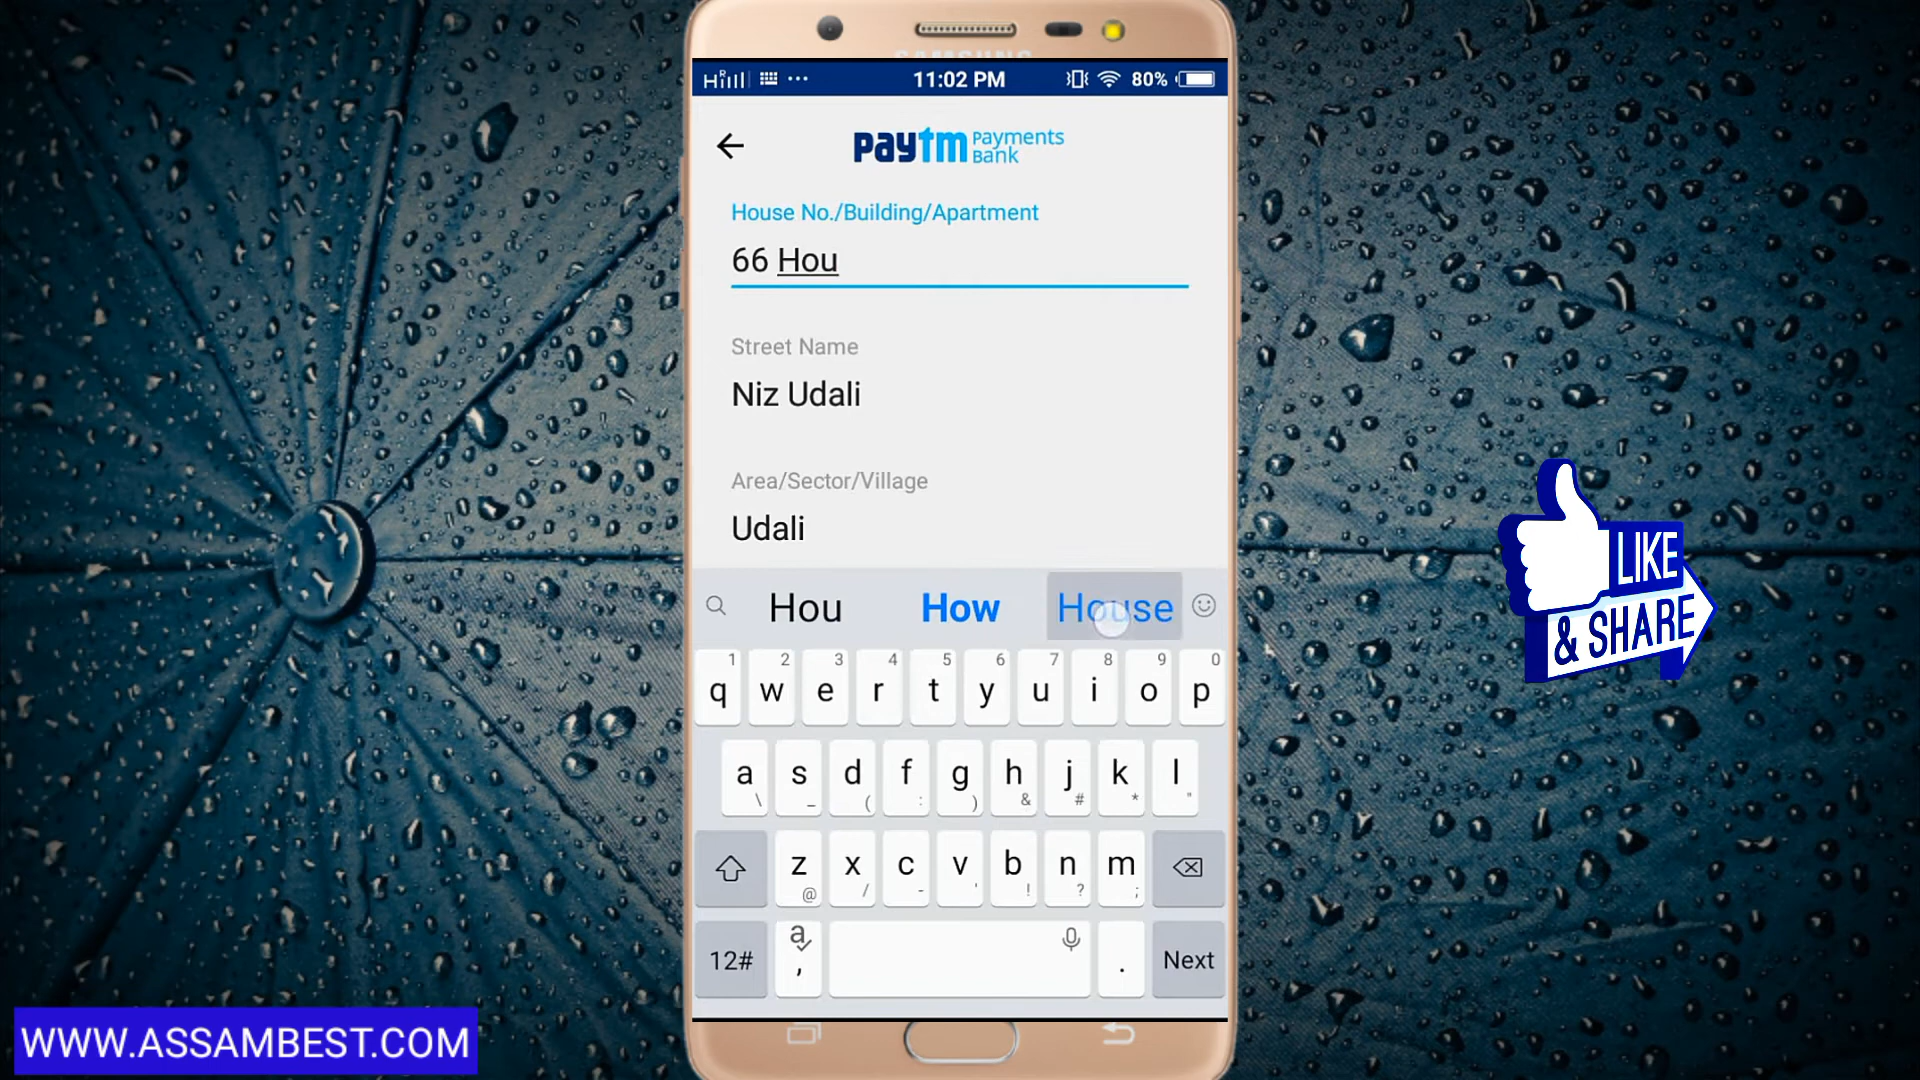 SAMSUNG
11:02 PM
80%
paytm Payments Bank
House No./Building/Apartment
66 Hou
Street Name
Niz Udali
Area/Sector/Village
Udali
Hou How House
1 2 3 4 5 6 7 8 9 0
q w e r t y u i o p
a s d f g h j k l
\ _ ( : ) & # * "
z x c v b n m
@ / - ' ! ? ;
12# a , . Next
LIKE
& SHARE
WWW.ASSAMBEST.COM